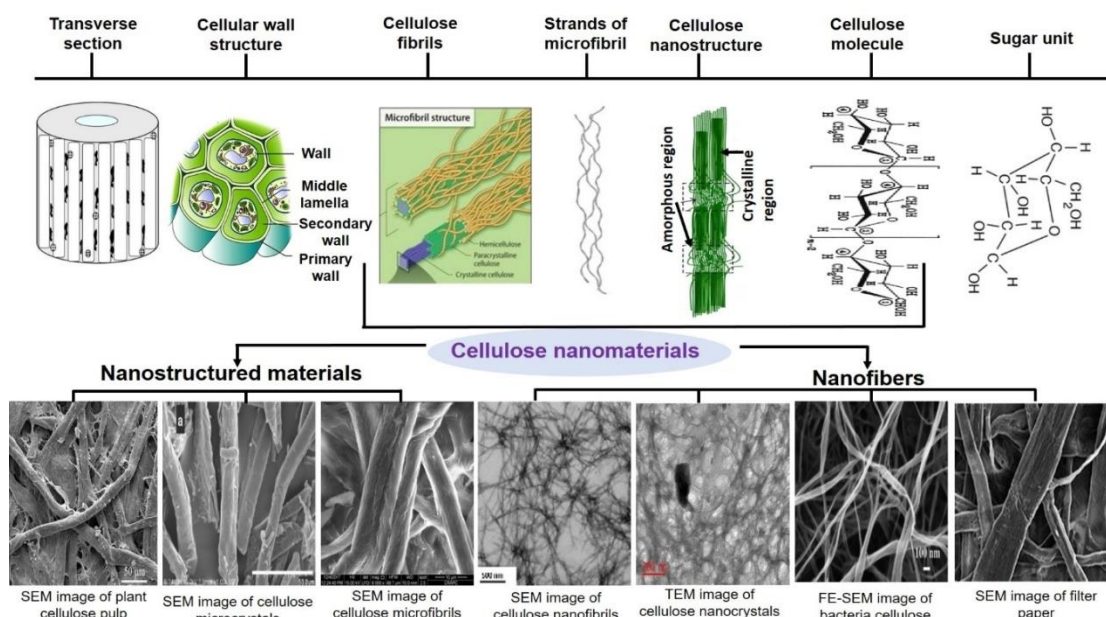 Transverse
section
Cellular wall
structure
Cellulose
fibrils
Strands of
microfibril
Cellulose
nanostructure
Cellulose
molecule
Sugar unit
Wall
Middle
lamella
Secondary
wall
Primary
wall
Microfibril structure
Hemicellulose
Paracrystalline
cellulose
Crystalline cellulose
Amorphous region
Crystalline
region
HO
C
H
CH2OH
OH
O
Cellulose nanomaterials
Nanostructured materials
Nanofibers
a
50 µm
500 nm
100 nm
SEM image of plant
cellulose pulp
SEM image of cellulose
microcrystals
SEM image of
cellulose microfibrils
SEM image of
cellulose nanofibrils
TEM image of
cellulose nanocrystals
FE-SEM image of
bacteria cellulose
SEM image of filter
paper